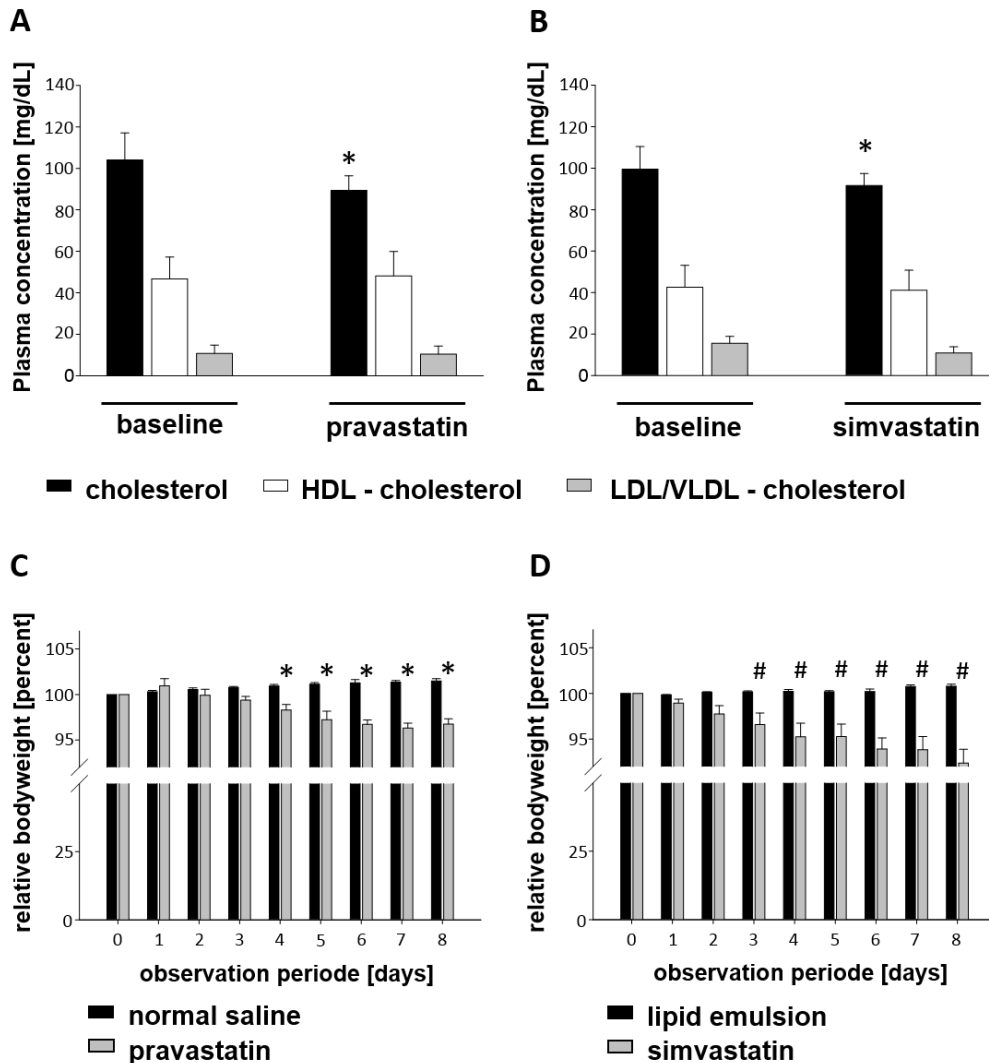 A
B
Plasma concentration [mg/dL]
140
120
100
80
60
40
20
0
*
baseline
pravastatin
Plasma concentration [mg/dL]
140
120
100
80
60
40
20
0
*
baseline
simvastatin
cholesterol HDL - cholesterol LDL/VLDL - cholesterol
C
D
relative bodyweight [percent]
105
100
95
25
0
* * * * *
0 1 2 3 4 5 6 7 8
observation periode [days]
normal saline
pravastatin
relative bodyweight [percent]
105
100
95
25
0
# # # # # #
0 1 2 3 4 5 6 7 8
observation periode [days]
lipid emulsion
simvastatin